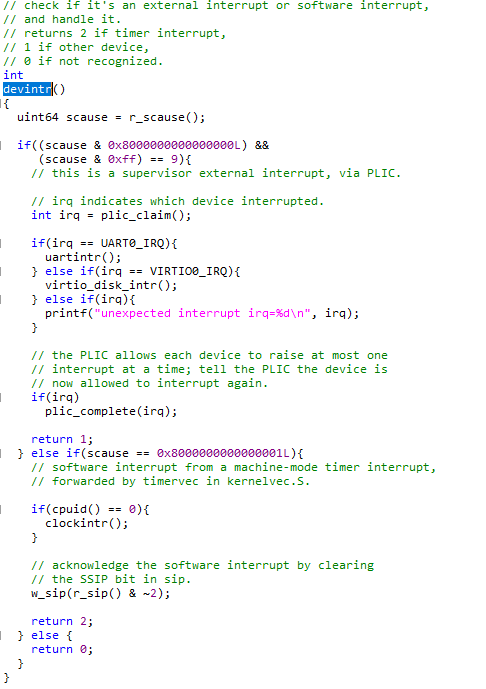 // check if it's an external interrupt or software interrupt,
// and handle it.
// returns 2 if timer interrupt,
// 1 if other device,
// 0 if not recognized.
int
devintr()
{
  uint64 scause = r_scause();

  if((scause & 0x8000000000000000L) &&
     (scause & 0xff) == 9){
    // this is a supervisor external interrupt, via PLIC.

    // irq indicates which device interrupted.
    int irq = plic_claim();

    if(irq == UART0_IRQ){
      uartintr();
    } else if(irq == VIRTIO0_IRQ){
      virtio_disk_intr();
    } else if(irq){
      printf("unexpected interrupt irq=%d\n", irq);
    }

    // the PLIC allows each device to raise at most one
    // interrupt at a time; tell the PLIC the device is
    // now allowed to interrupt again.
    if(irq)
      plic_complete(irq);

    return 1;
  } else if(scause == 0x8000000000000001L){
    // software interrupt from a machine-mode timer interrupt,
    // forwarded by timervec in kernelvec.S.

    if(cpuid() == 0){
      clockintr();
    }

    // acknowledge the software interrupt by clearing
    // the SSIP bit in sip.
    w_sip(r_sip() & ~2);

    return 2;
  } else {
    return 0;
  }
}